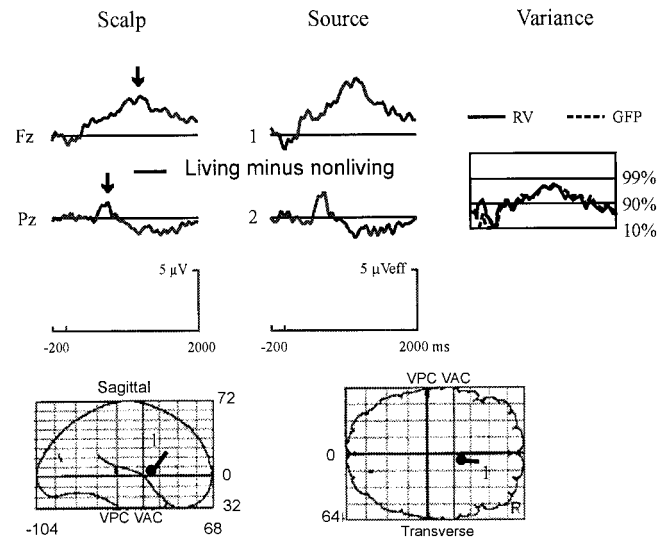 Scalp Source Variance
RV GFP
Fz 1
Living minus nonliving
99%
90%
10%
Pz 2
5 µV 5 µVeff
-200 2000 -200 2000 ms
Sagittal
72
0
32
1
VPC VAC
-104 68
VPC VAC
0
1
R
64
Transverse